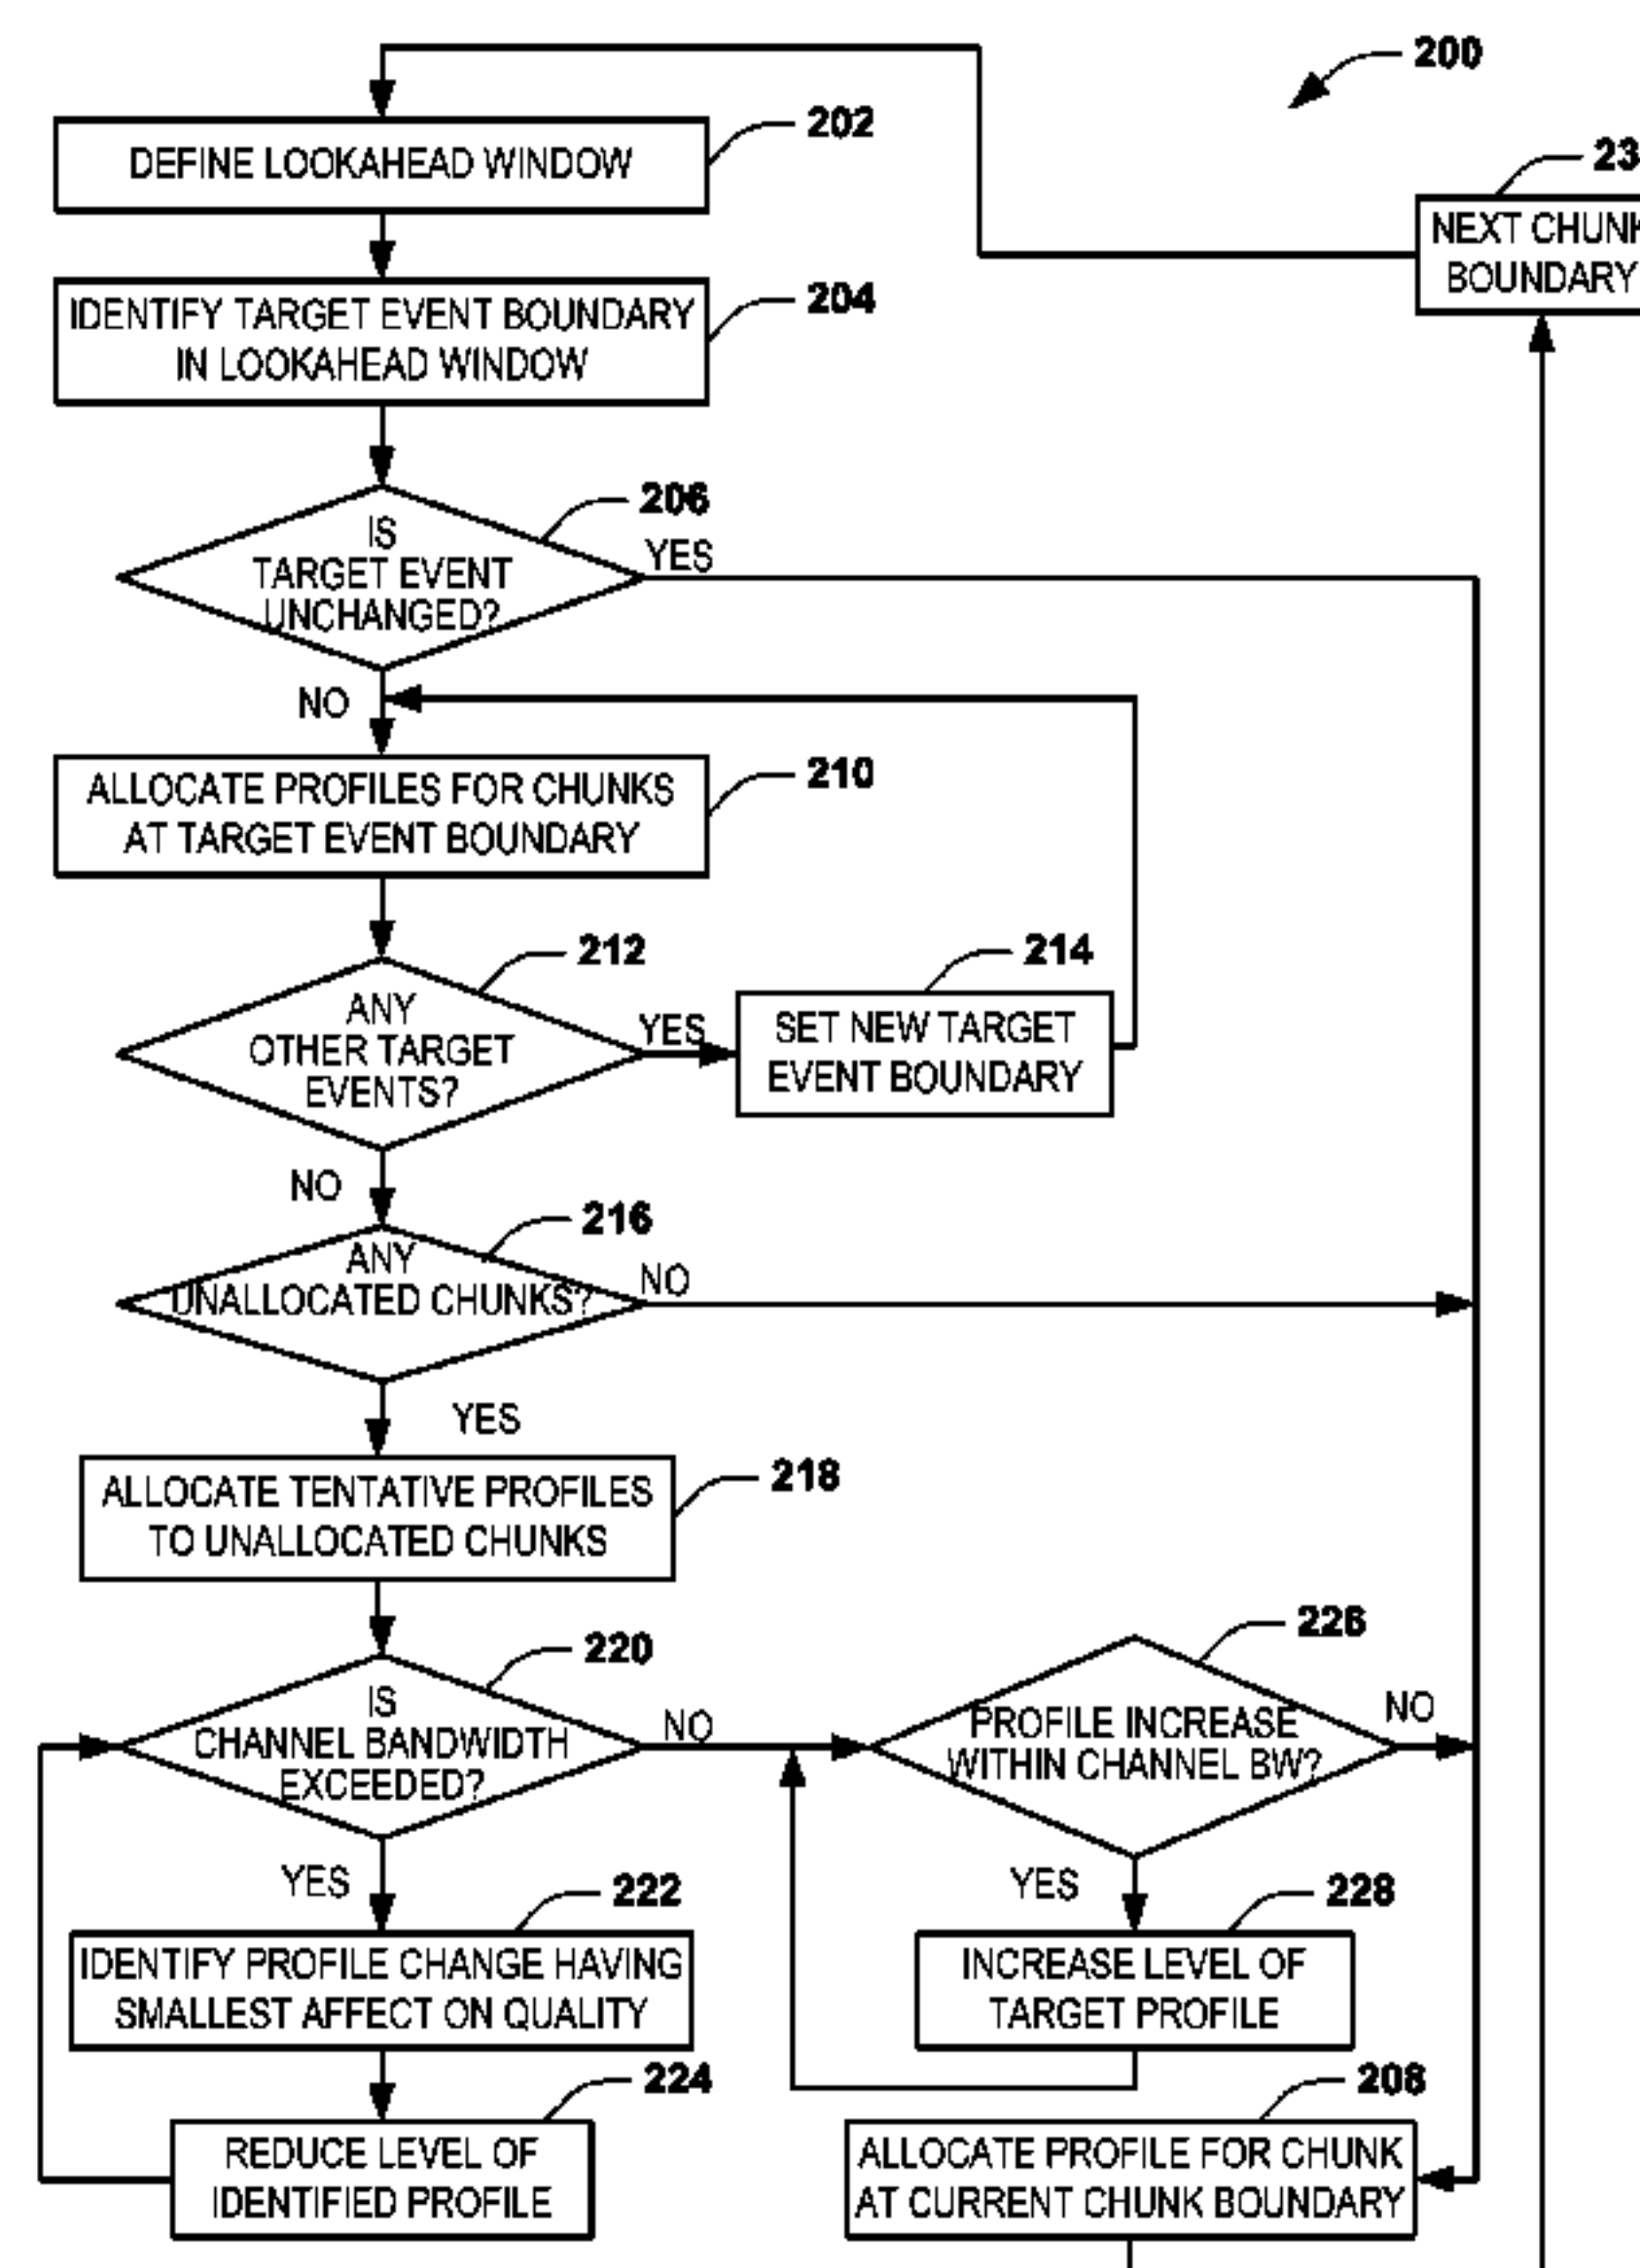 200
202
DEFINE LOOKAHEAD WINDOW
23
NEXT CHUNK
BOUNDARY
204
IDENTIFY TARGET EVENT BOUNDARY
IN LOOKAHEAD WINDOW
206
IS
TARGET EVENT
UNCHANGED?
YES
NO
210
ALLOCATE PROFILES FOR CHUNKS
AT TARGET EVENT BOUNDARY
212
ANY
OTHER TARGET
EVENTS?
YES
214
SET NEW TARGET
EVENT BOUNDARY
NO
216
ANY
UNALLOCATED CHUNKS?
NO
YES
218
ALLOCATE TENTATIVE PROFILES
TO UNALLOCATED CHUNKS
220
IS
CHANNEL BANDWIDTH
EXCEEDED?
NO
226
PROFILE INCREASE
WITHIN CHANNEL BW?
NO
YES
222
IDENTIFY PROFILE CHANGE HAVING
SMALLEST AFFECT ON QUALITY
YES
228
INCREASE LEVEL OF
TARGET PROFILE
224
REDUCE LEVEL OF
IDENTIFIED PROFILE
208
ALLOCATE PROFILE FOR CHUNK
AT CURRENT CHUNK BOUNDARY